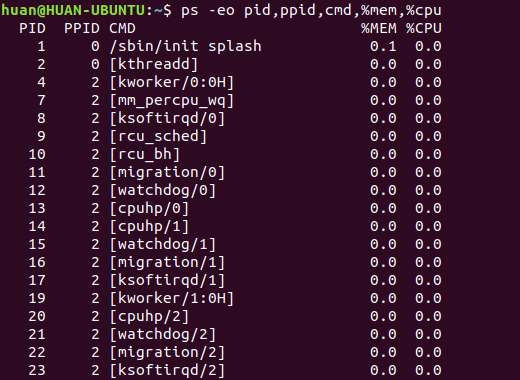 huan@HUAN-UBUNTU:~$ ps -eo pid,ppid,cmd,%mem,%cpu
PID PPID CMD %MEM %CPU
1 0 /sbin/init splash 0.1 0.0
2 0 [kthreadd] 0.0 0.0
4 2 [kworker/0:0H] 0.0 0.0
7 2 [mm_percpu_wq] 0.0 0.0
8 2 [ksoftirqd/0] 0.0 0.0
9 2 [rcu_sched] 0.0 0.0
10 2 [rcu_bh] 0.0 0.0
11 2 [migration/0] 0.0 0.0
12 2 [watchdog/0] 0.0 0.0
13 2 [cpuhp/0] 0.0 0.0
14 2 [cpuhp/1] 0.0 0.0
15 2 [watchdog/1] 0.0 0.0
16 2 [migration/1] 0.0 0.0
17 2 [ksoftirqd/1] 0.0 0.0
19 2 [kworker/1:0H] 0.0 0.0
20 2 [cpuhp/2] 0.0 0.0
21 2 [watchdog/2] 0.0 0.0
22 2 [migration/2] 0.0 0.0
23 2 [ksoftirqd/2] 0.0 0.0